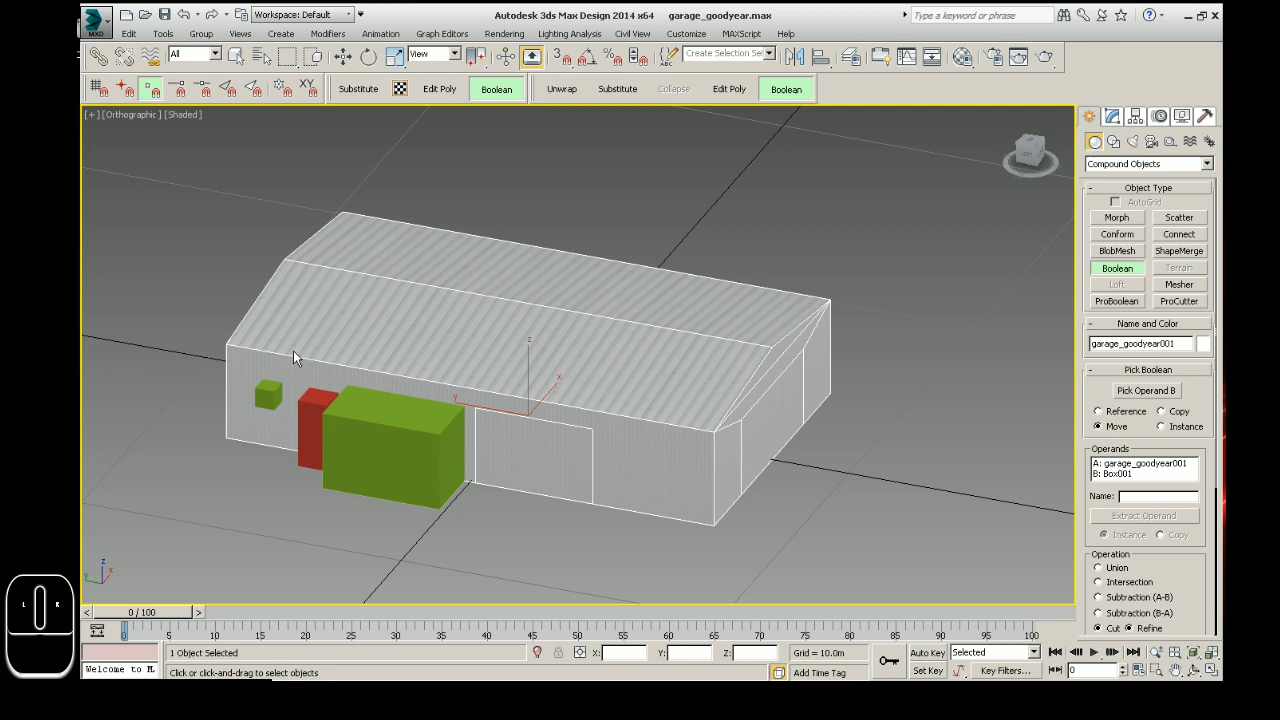 Workspace: Default
Autodesk 3ds Max Design 2014 x64 garage_goodyear.max
Type a keyword or phrase
MXD
Edit Tools Group Views Create Modifiers Animation Graph Editors Rendering Lighting Analysis Civil View Customize MAXScript Help
All View Create Selection Se
3 ABC
Substitute Edit Poly Boolean Unwrap Substitute Collapse Edit Poly Boolean
XY
[+] [Orthographic] [Shaded]
LEFT
Compound Objects
Object Type
AutoGrid
Morph Scatter
Conform Connect
BlobMesh ShapeMerge
Boolean Terrain
Loft Mesher
ProBoolean ProCutter
Name and Color
garage_goodyear001
Pick Boolean
Pick Operand B
Reference Copy
Move Instance
Operands
A: garage_goodyear001
B: Box001
Name:
Extract Operand
Instance Copy
Operation
Union
Intersection
Subtraction (A-B)
Subtraction (B-A)
Cut Refine
z
x
Y
z
x
y
L R
< 0 / 100 >
0 5 10 15 20 25 30 35 40 45 50 55 60 65 70 75 80 85 90 95 100
1 Object Selected X: Y: Z: Grid = 10.0m Auto Key Selected
Welcome to M. Click or click-and-drag to select objects Add Time Tag Set Key Key Filters... 0